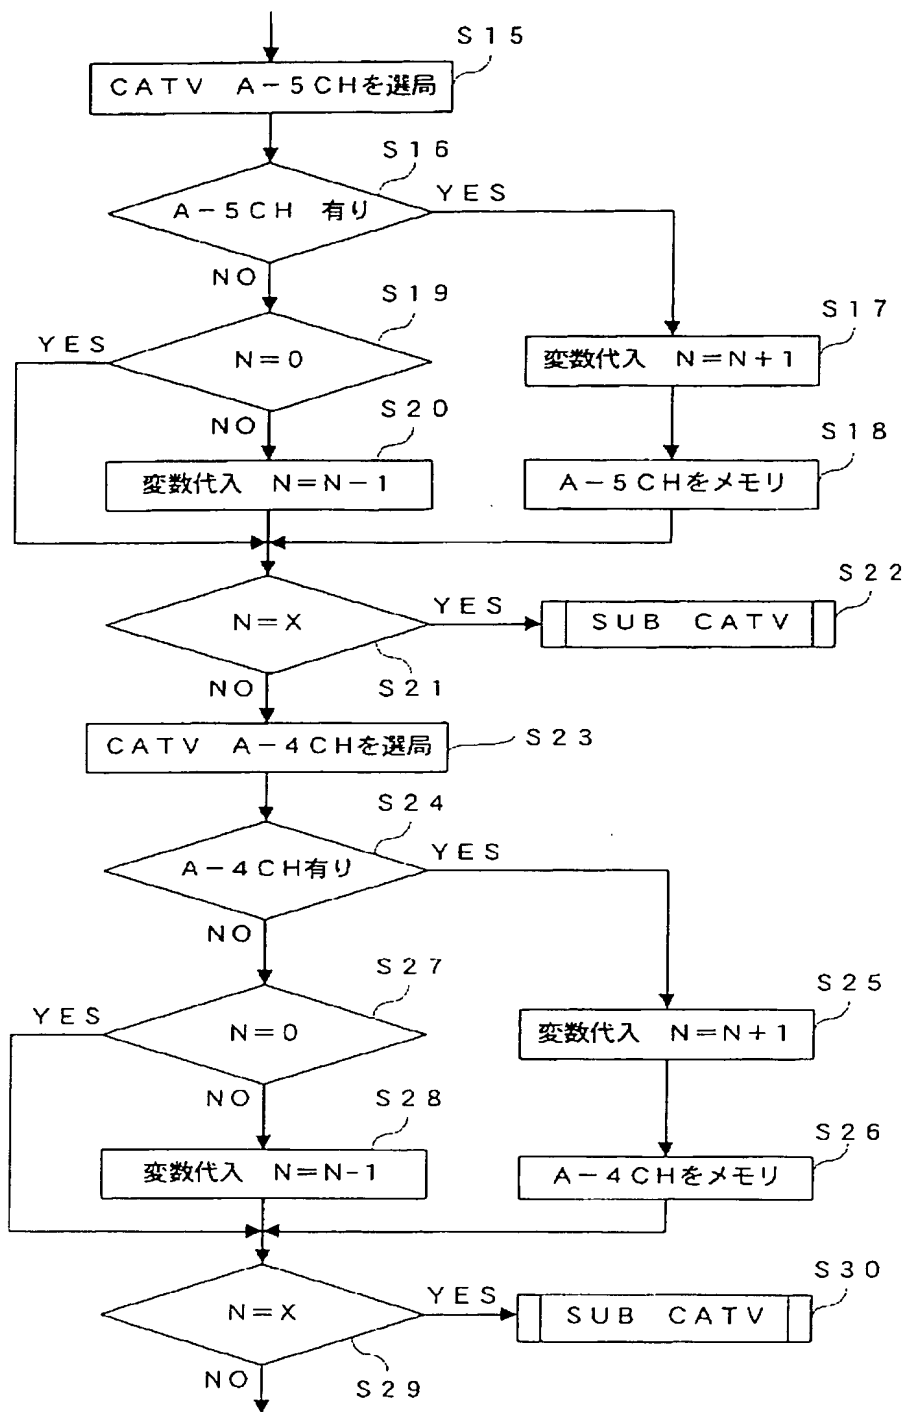 S15
CATV A-5CHを選局
S16
A-5CH 有り
YES
NO
S19
S17
YES
N=0
変数代入 N=N+1
NO
S20
S18
変数代入 N=N-1
A-5CHをメモリ
S22
N=X
YES
SUB CATV
NO
S21
CATV A-4CHを選局
S23
S24
A-4CH有り
YES
NO
S27
S25
YES
N=0
変数代入 N=N+1
NO
S28
S26
変数代入 N=N-1
A-4CHをメモリ
S30
N=X
YES
SUB CATV
NO
S29